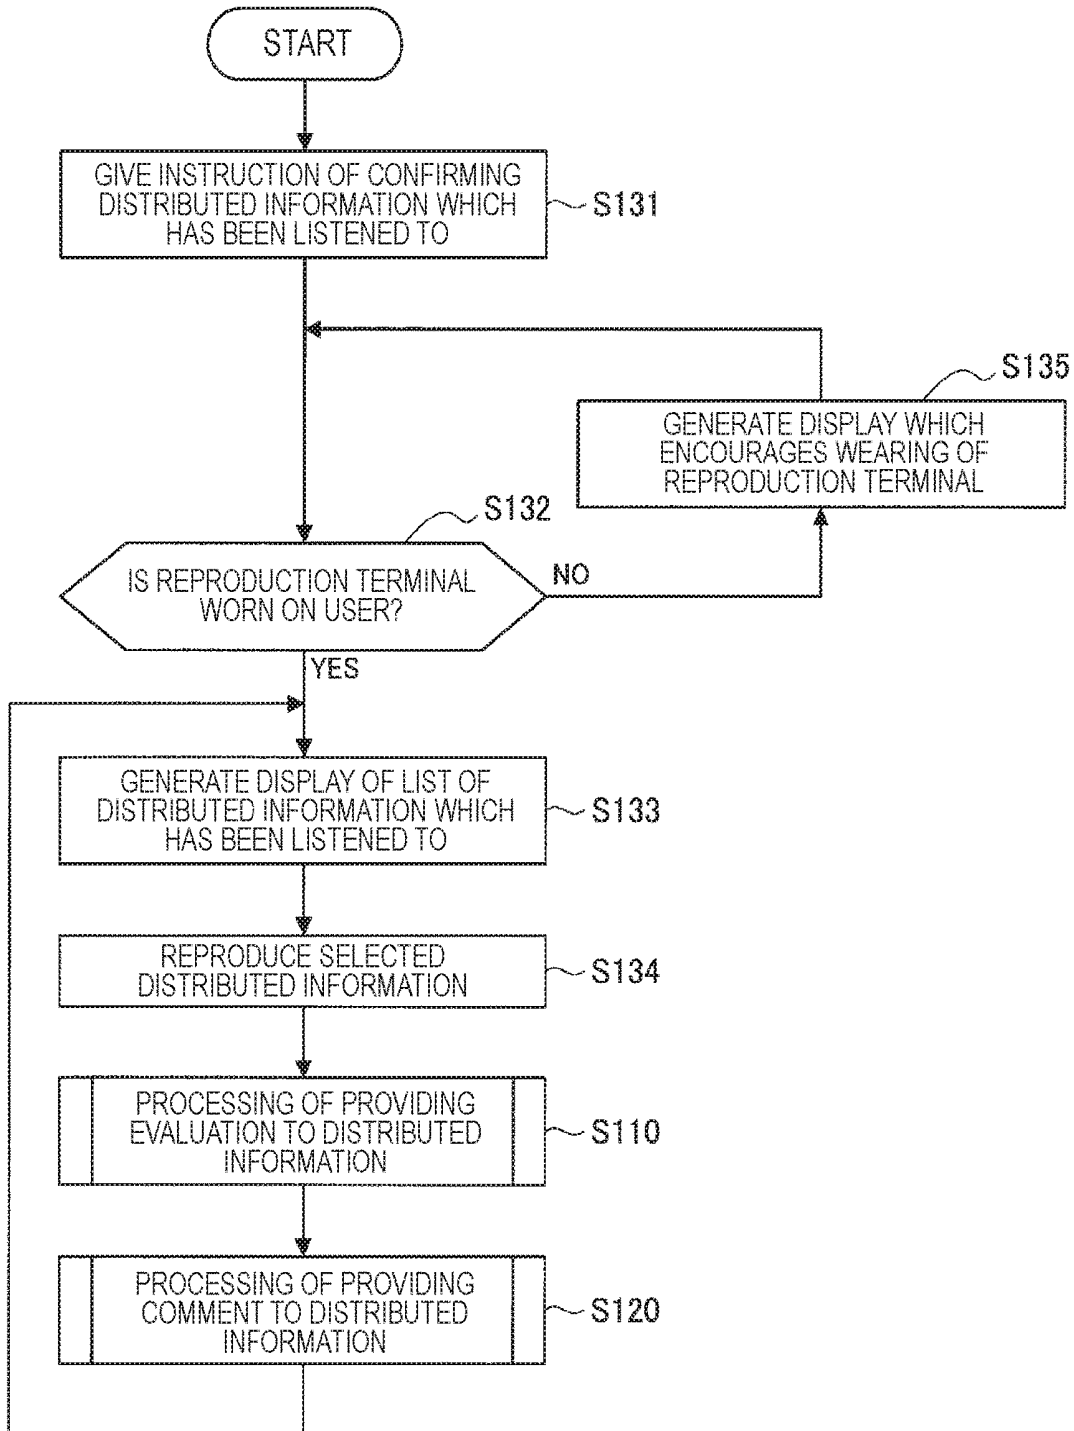 START
GIVE INSTRUCTION OF CONFIRMING
DISTRIBUTED INFORMATION WHICH
HAS BEEN LISTENED TO
S131
S135
GENERATE DISPLAY WHICH
ENCOURAGES WEARING OF
REPRODUCTION TERMINAL
S132
IS REPRODUCTION TERMINAL
WORN ON USER?
NO
YES
GENERATE DISPLAY OF LIST OF
DISTRIBUTED INFORMATION WHICH
HAS BEEN LISTENED TO
S133
REPRODUCE SELECTED
DISTRIBUTED INFORMATION
S134
PROCESSING OF PROVIDING
EVALUATION TO DISTRIBUTED
INFORMATION
S110
PROCESSING OF PROVIDING
COMMENT TO DISTRIBUTED
INFORMATION
S120